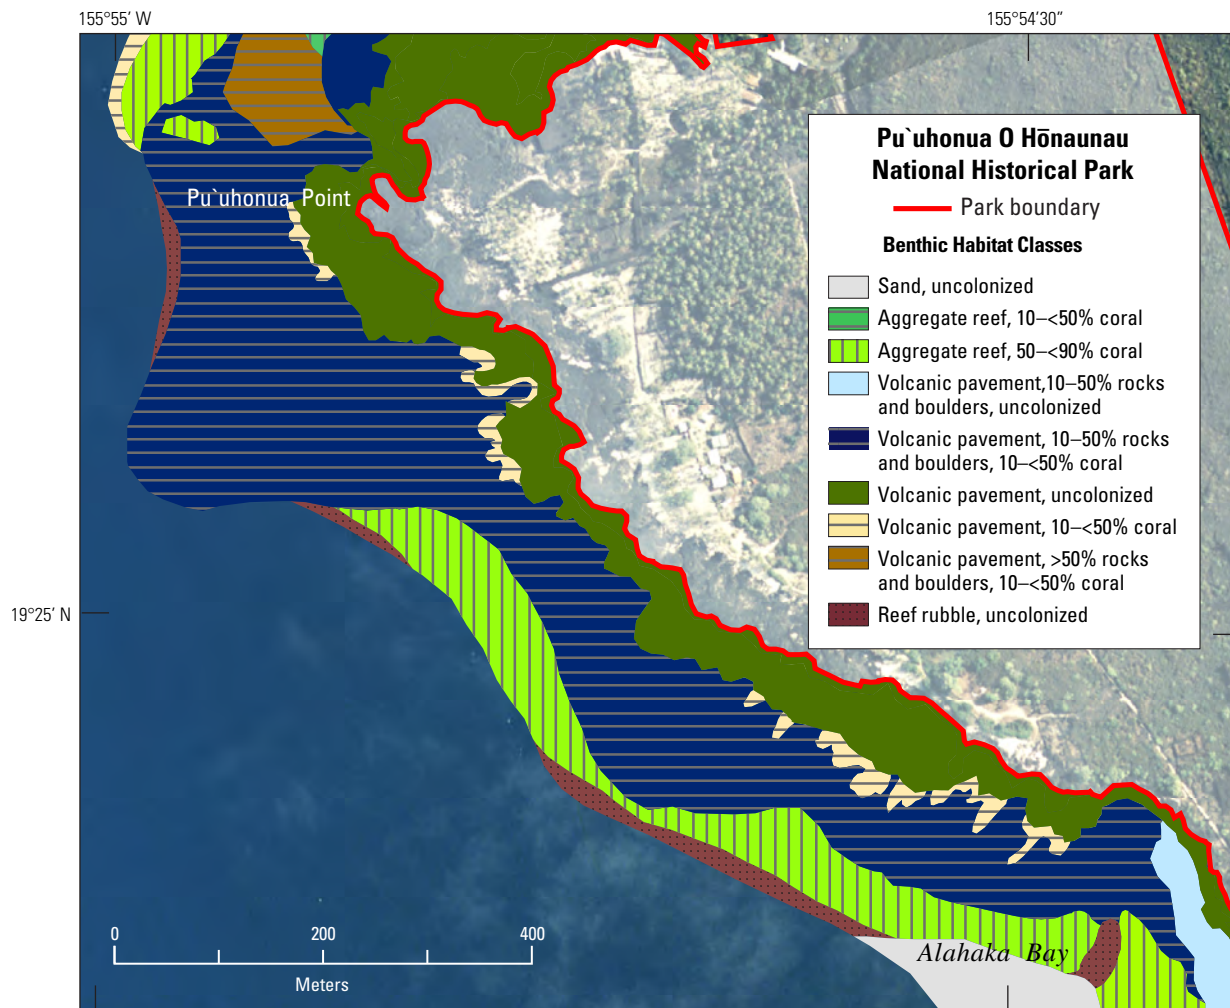 155°55′ W
155°54′30″
Pu`uhonua O Hōnaunau
National Historical Park
Park boundary
Benthic Habitat Classes
Sand, uncolonized
Aggregate reef, 10–<50% coral
Aggregate reef, 50–<90% coral
Volcanic pavement,10–50% rocks
and boulders, uncolonized
Volcanic pavement, 10–50% rocks
and boulders, 10–<50% coral
Volcanic pavement, uncolonized
Volcanic pavement, 10–<50% coral
Volcanic pavement, >50% rocks
and boulders, 10–<50% coral
Reef rubble, uncolonized
Pu`uhonua Point
19°25′ N
0 200 400
Meters
Alahaka Bay